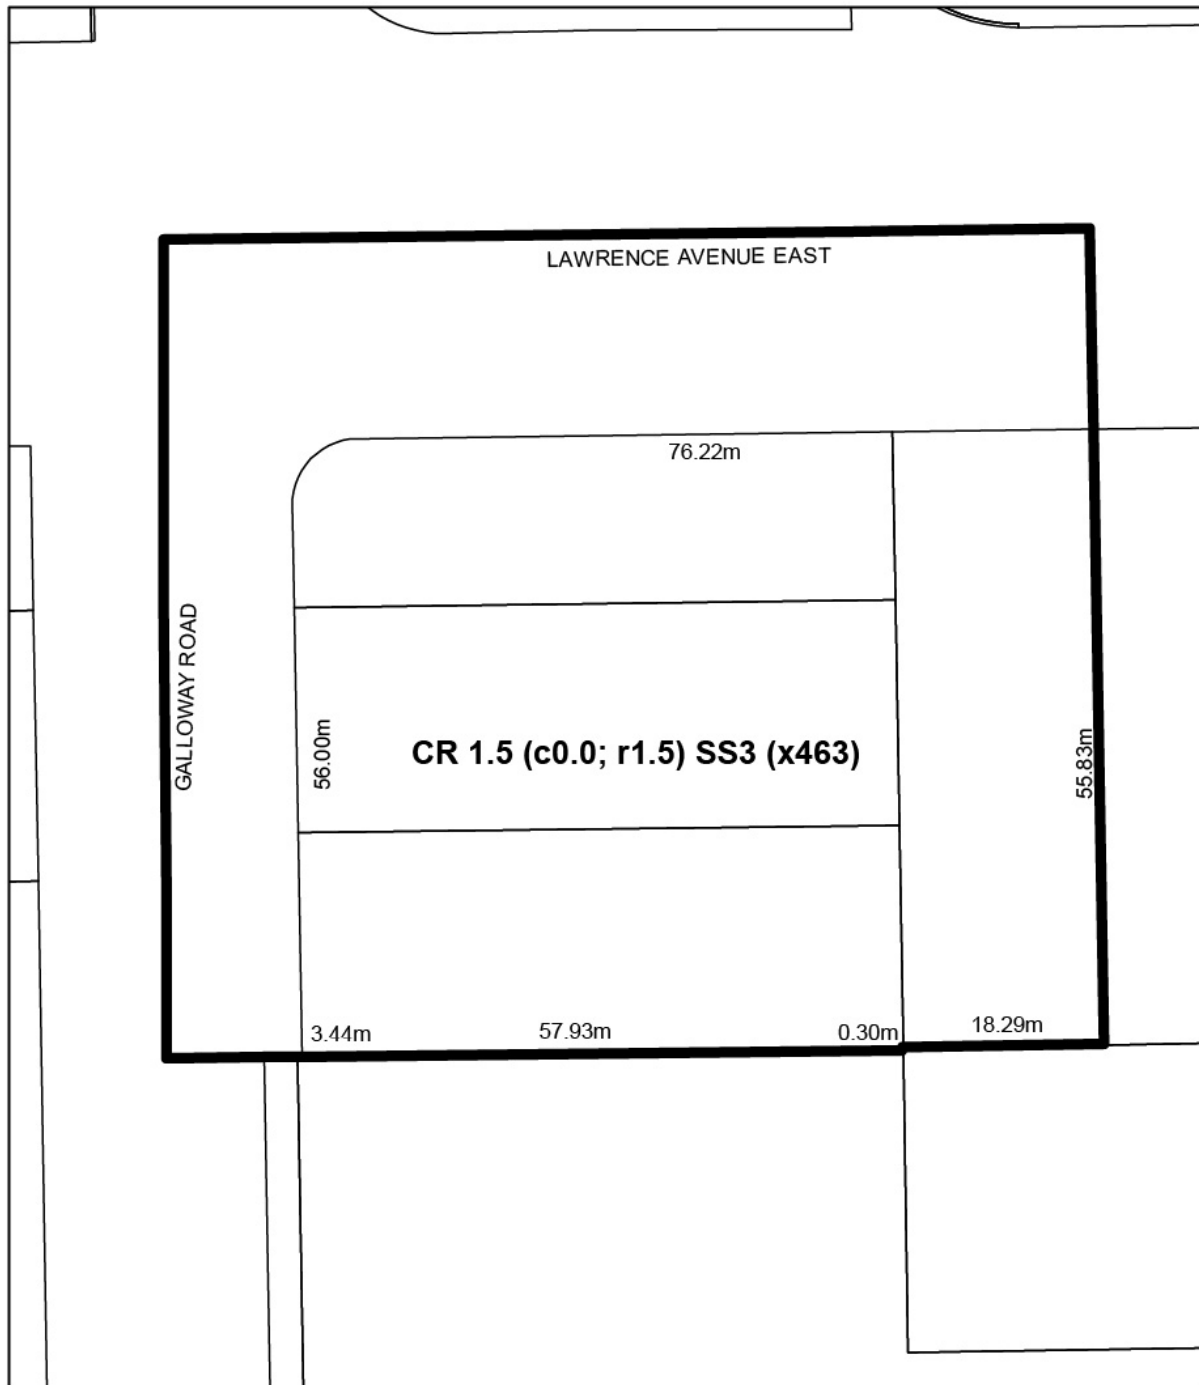 LAWRENCE AVENUE EAST
76.22m
GALLOWAY ROAD
56.00m
CR 1.5 (c0.0; r1.5) SS3 (x463)
55.83m
3.44m
57.93m
0.30m
18.29m